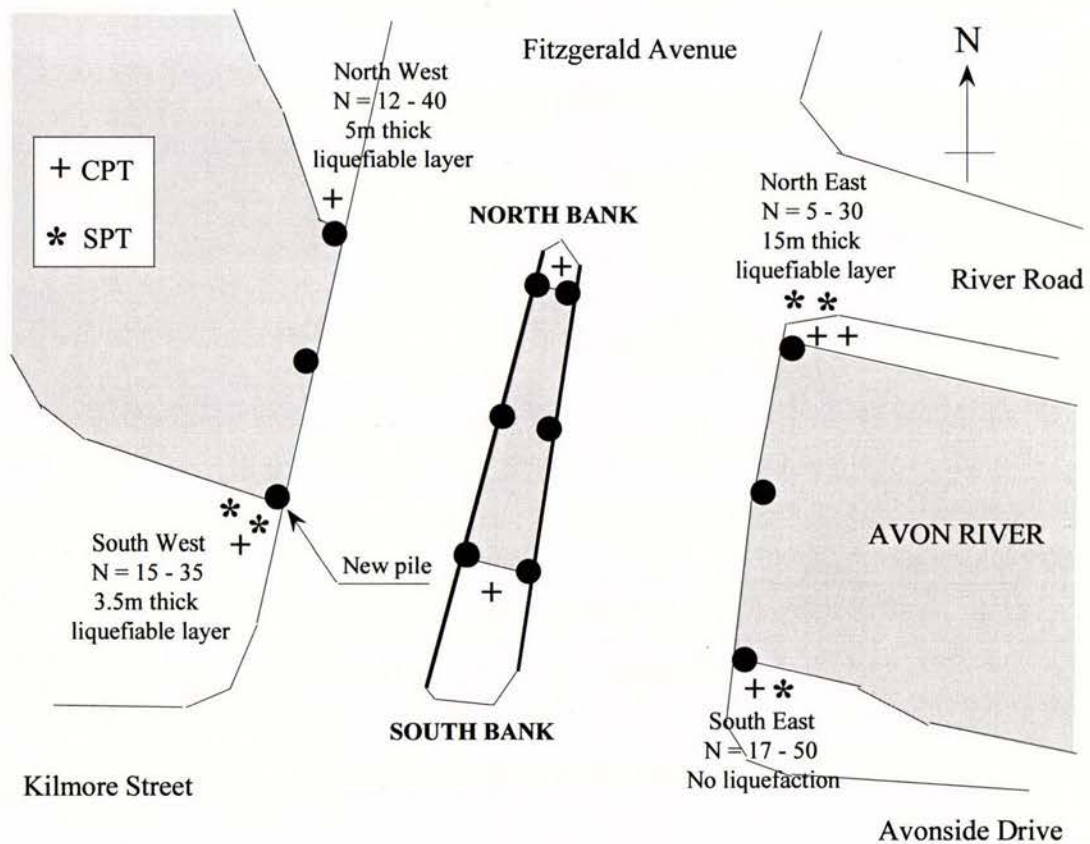 Fitzgerald Avenue
N
North West
N = 12 - 40
5m thick
liquefiable layer
+ CPT
* SPT
North East
N = 5 - 30
15m thick
liquefiable layer
NORTH BANK
River Road
AVON RIVER
South West
N = 15 - 35
3.5m thick
liquefiable layer
New pile
South East
N = 17 - 50
No liquefaction
SOUTH BANK
Kilmore Street
Avonside Drive